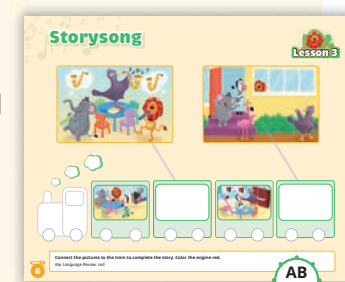 Storysong
Lesson 3
Connect the pictures to the train to complete the story. Color the engine red.
Key Language Review: red
6
AB